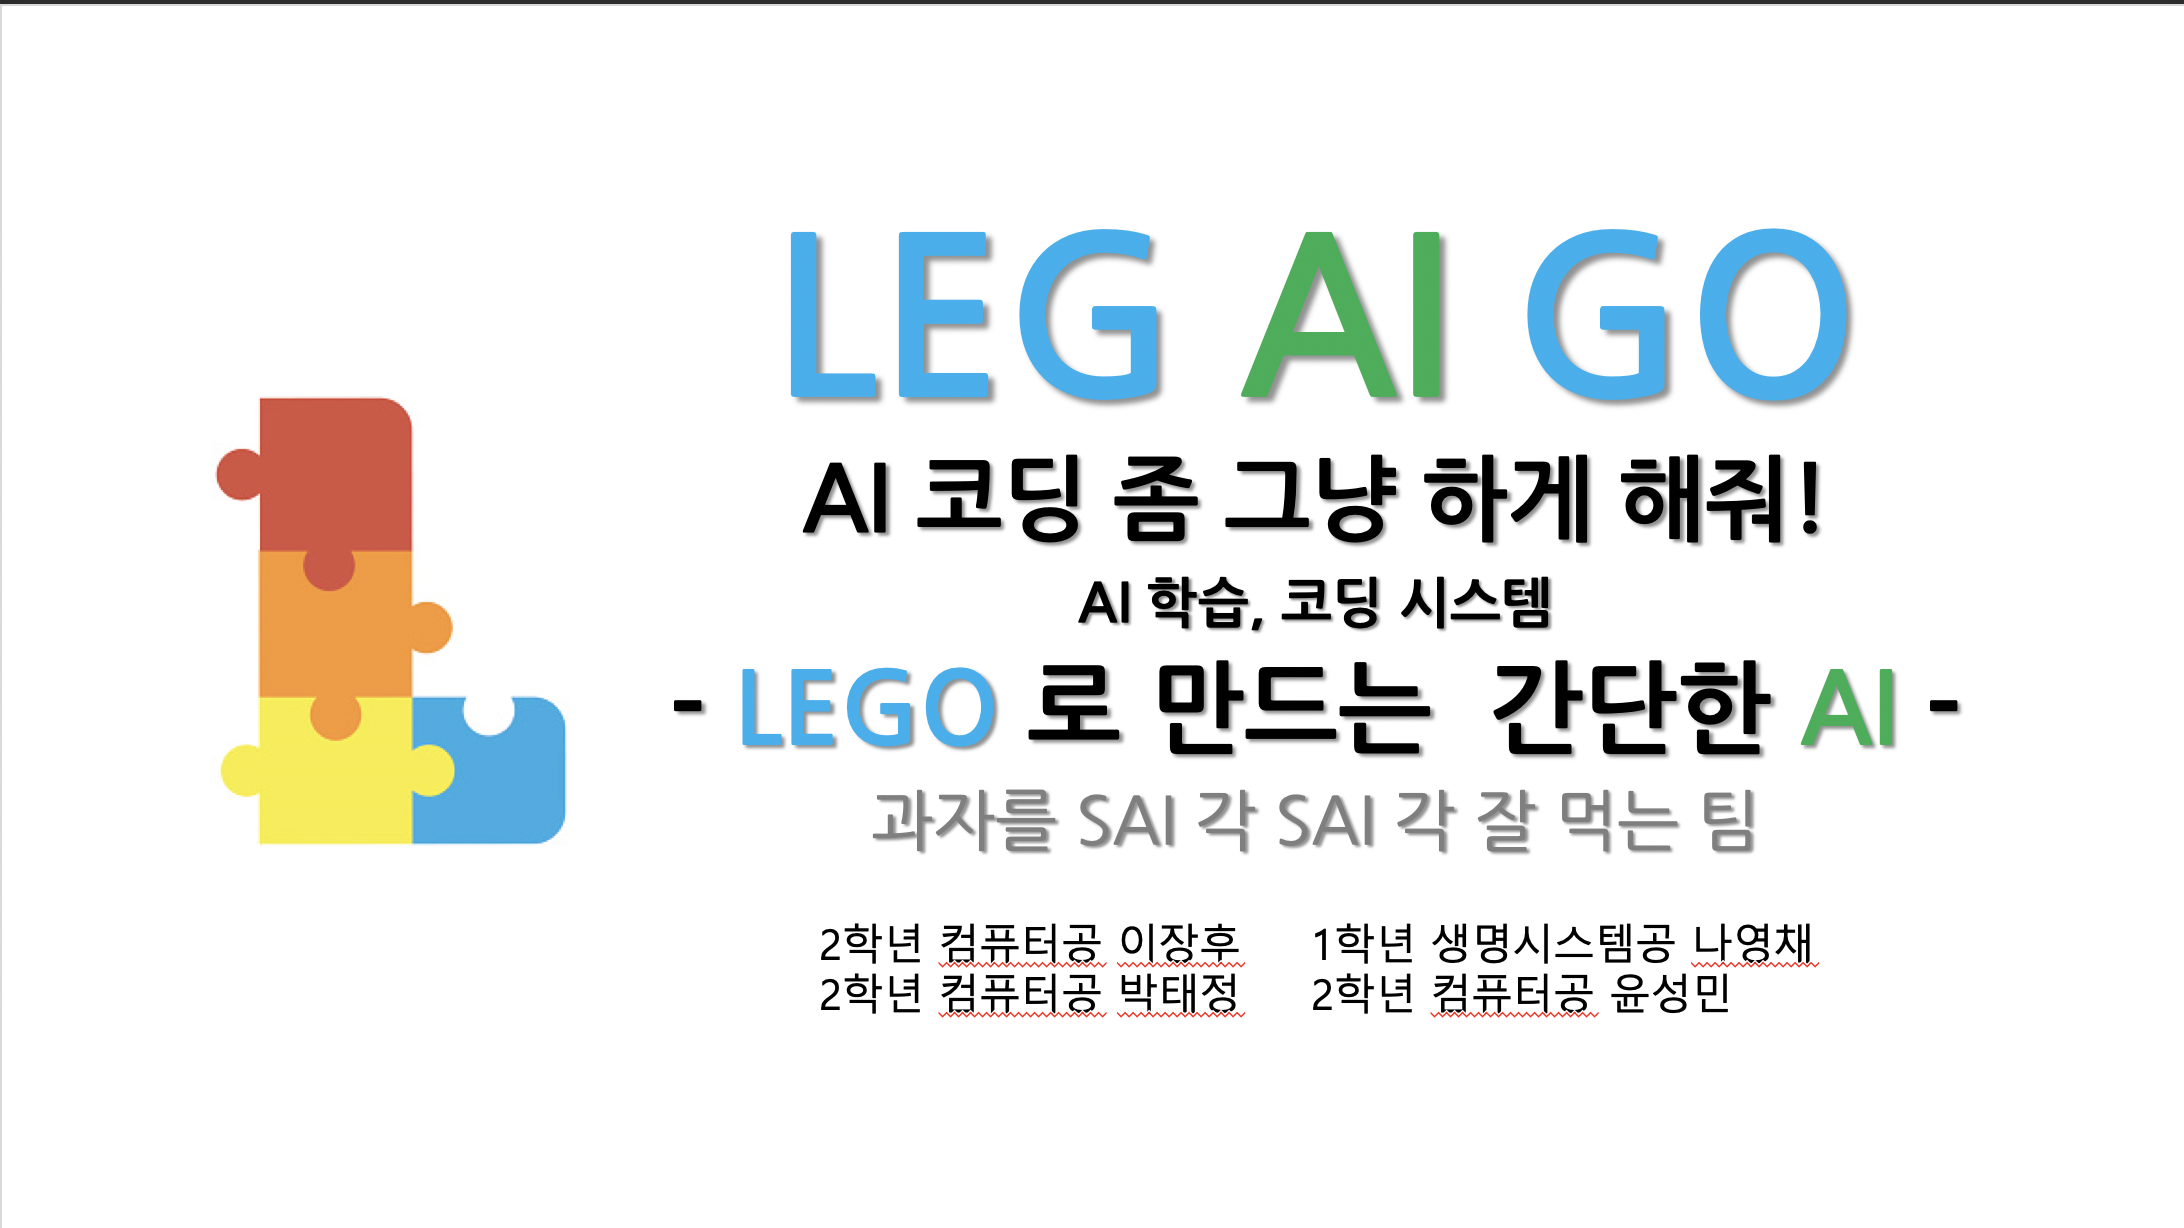 LEG AI GO
AI 코딩 좀 그냥 하게 해줘!
AI 학습, 코딩 시스템
- LEGO 로 만드는 간단한 AI -
과자를 SAI 각 SAI 각 잘 먹는 팀
2학년 컴퓨터공 이장후 1학년 생명시스템공 나영채
2학년 컴퓨터공 박태정 2학년 컴퓨터공 윤성민